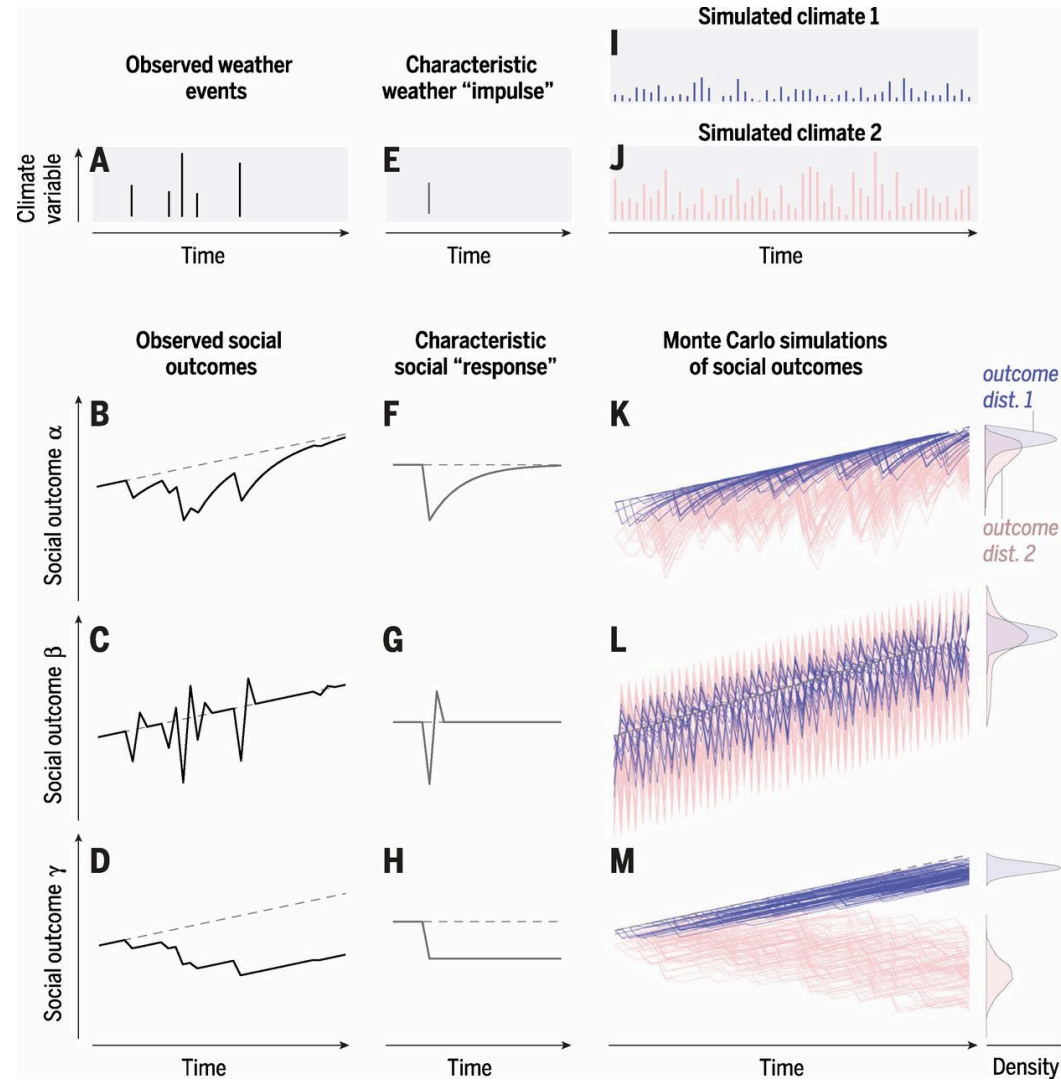 Simulated climate 1
Observed weather
events
Characteristic
weather “impulse”
I
Simulated climate 2
Climate
variable
A
E
J
Time
Time
Time
Observed social
outcomes
Characteristic
social “response”
Monte Carlo simulations
of social outcomes
outcome
dist. 1
Social outcome α
B
F
K
outcome
dist. 2
Social outcome β
C
G
L
Social outcome γ
D
H
M
Time
Time
Time
Density